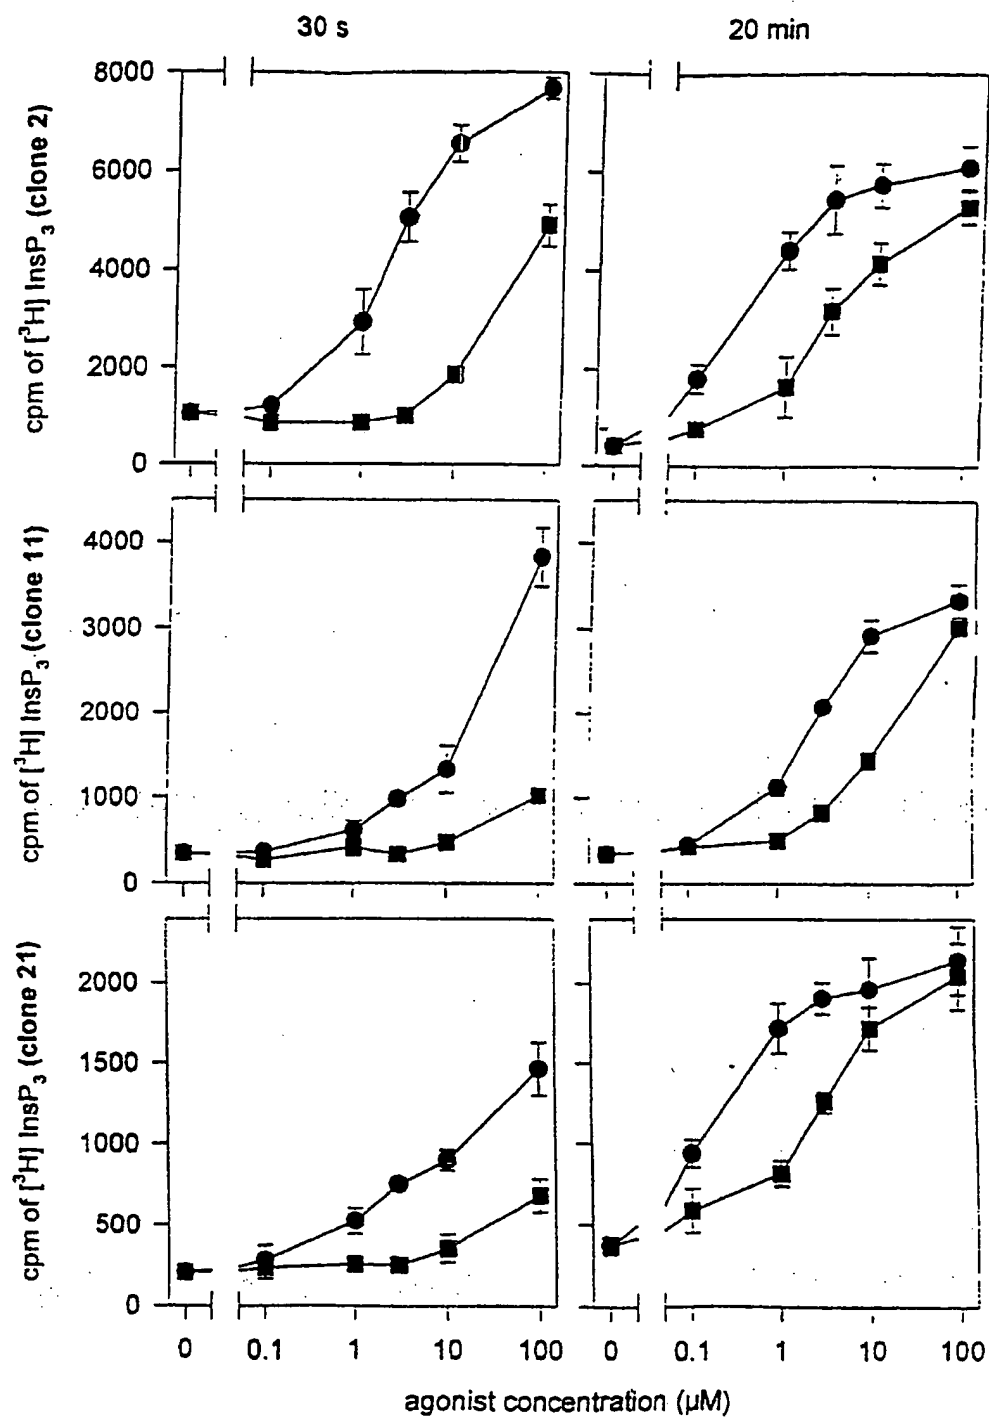 30 s
20 min
cpm of [³H] InsP₃ (clone 2)
8000
6000
4000
2000
0
cpm of [³H] InsP₃ (clone 11)
4000
3000
2000
1000
0
cpm of [³H] InsP₃ (clone 21)
2000
1500
1000
500
0
0 0.1 1 10 100 0 0.1 1 10 100
agonist concentration (µM)